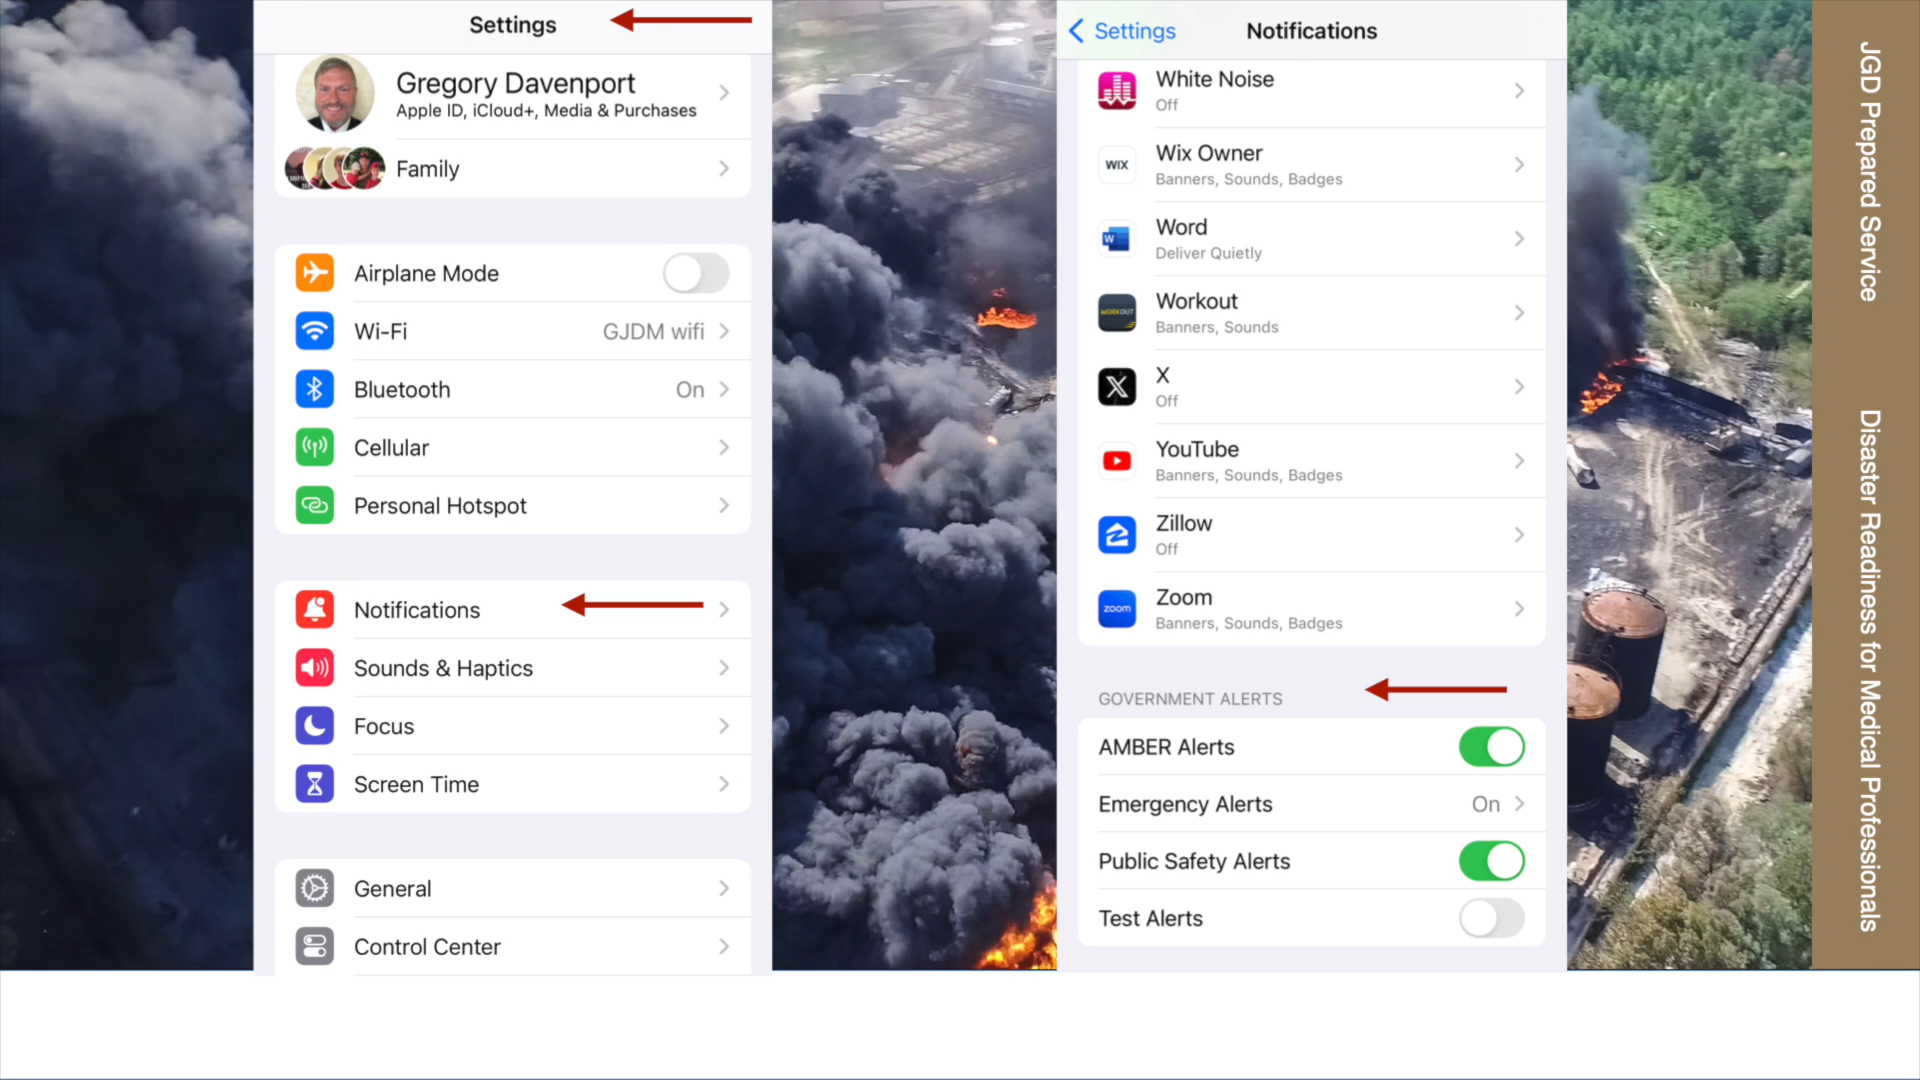 Settings
Gregory Davenport
Apple ID, iCloud+, Media & Purchases
Family
Airplane Mode
Wi-Fi GJDM wifi
Bluetooth On
Cellular
Personal Hotspot
Notifications
Sounds & Haptics
Focus
Screen Time
General
Control Center
Settings Notifications
White Noise
Off
WIX
Wix Owner
Banners, Sounds, Badges
W
Word
Deliver Quietly
WORKOUT
Workout
Banners, Sounds
X
X
Off
YouTube
Banners, Sounds, Badges
Zillow
Off
zoom
Zoom
Banners, Sounds, Badges
GOVERNMENT ALERTS
AMBER Alerts
Emergency Alerts On
Public Safety Alerts
Test Alerts
JGD Prepared Service Disaster Readiness for Medical Professionals